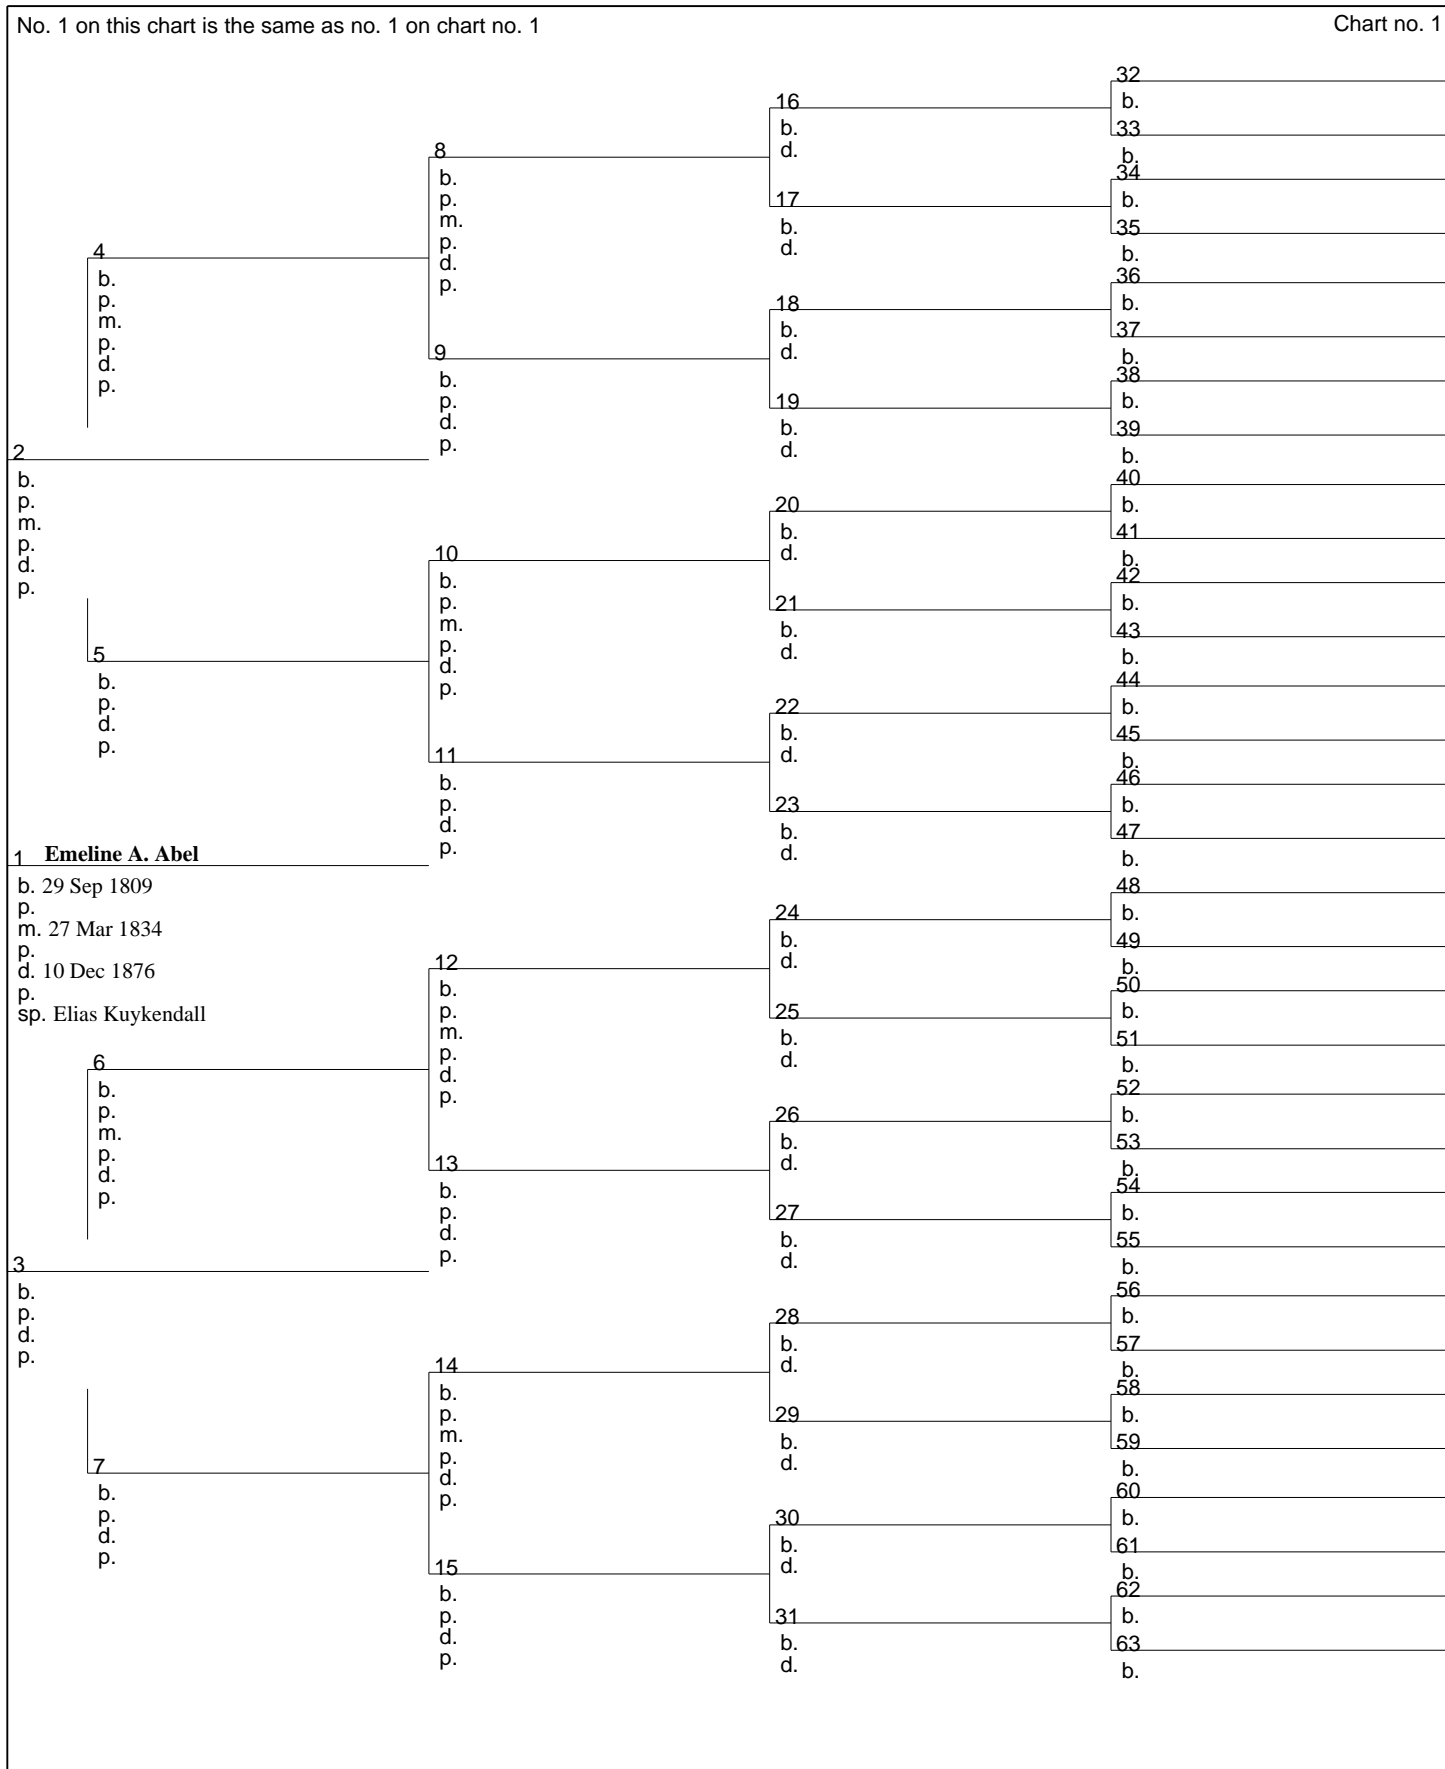 No. 1 on this chart is the same as no. 1 on chart no. 1
Chart no. 1
2
b.
p.
m.
p.
d.
p.
1 Emeline A. Abel
b. 29 Sep 1809
p.
m. 27 Mar 1834
p.
d. 10 Dec 1876
p.
sp. Elias Kuykendall
3
b.
p.
d.
p.
4
b.
p.
m.
p.
d.
p.
5
b.
p.
d.
p.
6
b.
p.
m.
p.
d.
p.
7
b.
p.
d.
p.
8
b.
p.
m.
p.
d.
p.
9
b.
p.
d.
p.
10
b.
p.
m.
p.
d.
p.
11
b.
p.
d.
p.
12
b.
p.
m.
p.
d.
p.
13
b.
p.
d.
p.
14
b.
p.
m.
p.
d.
p.
15
b.
p.
d.
p.
16
b.
d.
17
b.
d.
18
b.
d.
19
b.
d.
20
b.
d.
21
b.
d.
22
b.
d.
23
b.
d.
24
b.
d.
25
b.
d.
26
b.
d.
27
b.
d.
28
b.
d.
29
b.
d.
30
b.
d.
31
b.
d.
32
b.
33
b.
34
b.
35
b.
36
b.
37
b.
38
b.
39
b.
40
b.
41
b.
42
b.
43
b.
44
b.
45
b.
46
b.
47
b.
48
b.
49
b.
50
b.
51
b.
52
b.
53
b.
54
b.
55
b.
56
b.
57
b.
58
b.
59
b.
60
b.
61
b.
62
b.
63
b.